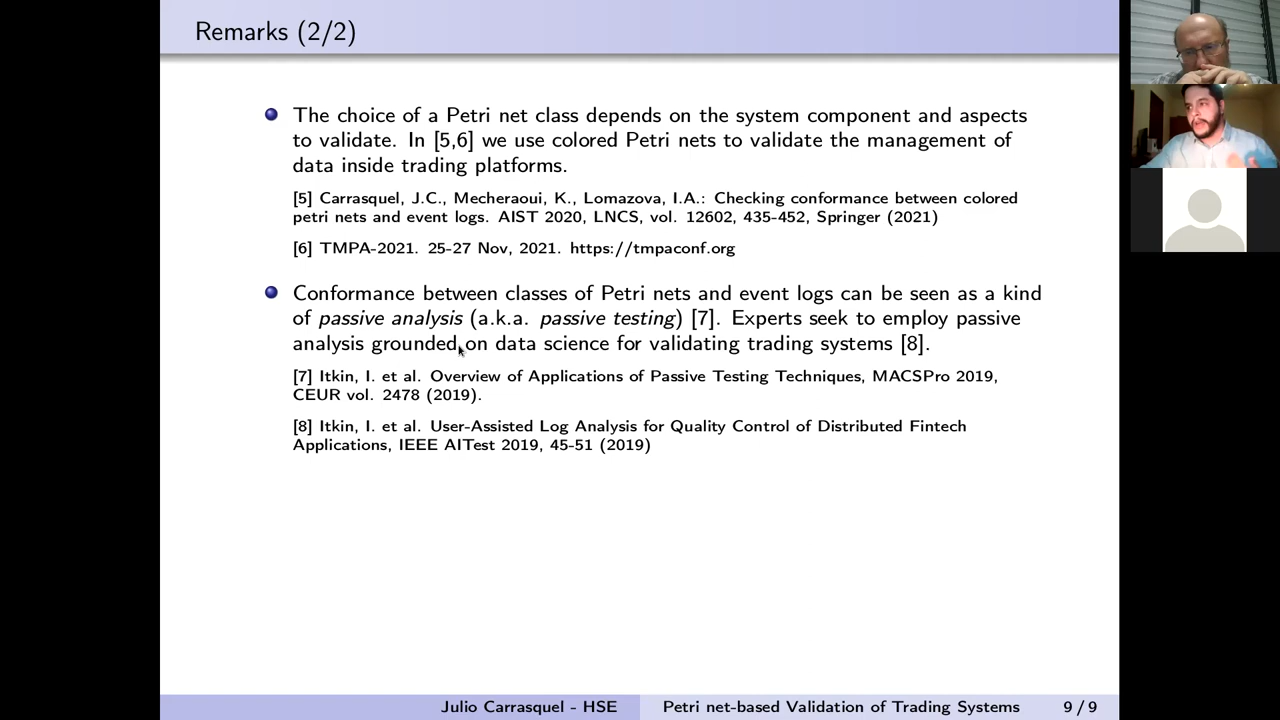 Remarks (2/2)
The choice of a Petri net class depends on the system component and aspects
to validate. In [5,6] we use colored Petri nets to validate the management of
data inside trading platforms.
[5] Carrasquel, J.C., Mecheraoui, K., Lomazova, I.A.: Checking conformance between colored
petri nets and event logs. AIST 2020, LNCS, vol. 12602, 435-452, Springer (2021)
[6] TMPA-2021. 25-27 Nov, 2021. https://tmpaconf.org
Conformance between classes of Petri nets and event logs can be seen as a kind
of passive analysis (a.k.a. passive testing) [7]. Experts seek to employ passive
analysis grounded on data science for validating trading systems [8].
[7] Itkin, I. et al. Overview of Applications of Passive Testing Techniques, MACSPro 2019,
CEUR vol. 2478 (2019).
[8] Itkin, I. et al. User-Assisted Log Analysis for Quality Control of Distributed Fintech
Applications, IEEE AITest 2019, 45-51 (2019)
Julio Carrasquel - HSE Petri net-based Validation of Trading Systems 9 / 9